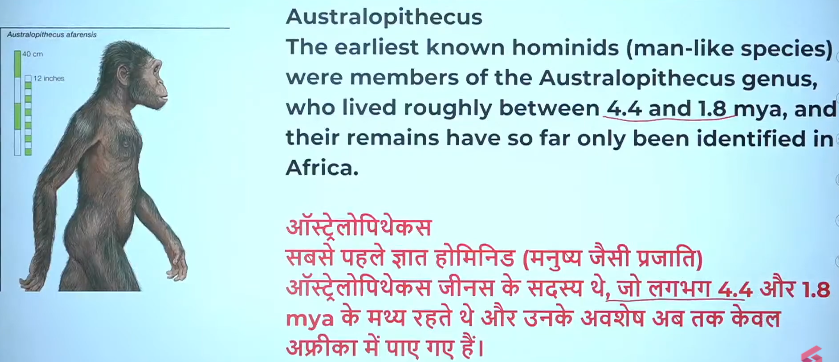 Australopithecus afarensis
40 cm
12 inches
Australopithecus
The earliest known hominids (man-like species)
were members of the Australopithecus genus,
who lived roughly between 4.4 and 1.8 mya, and
their remains have so far only been identified in
Africa.
ऑस्ट्रेलोपिथेकस
सबसे पहले ज्ञात होमिनिड (मनुष्य जैसी प्रजाति)
ऑस्ट्रेलोपिथेकस जीनस के सदस्य थे, जो लगभग 4.4 और 1.8
mya के मध्य रहते थे और उनके अवशेष अब तक केवल
अफ्रीका में पाए गए हैं।